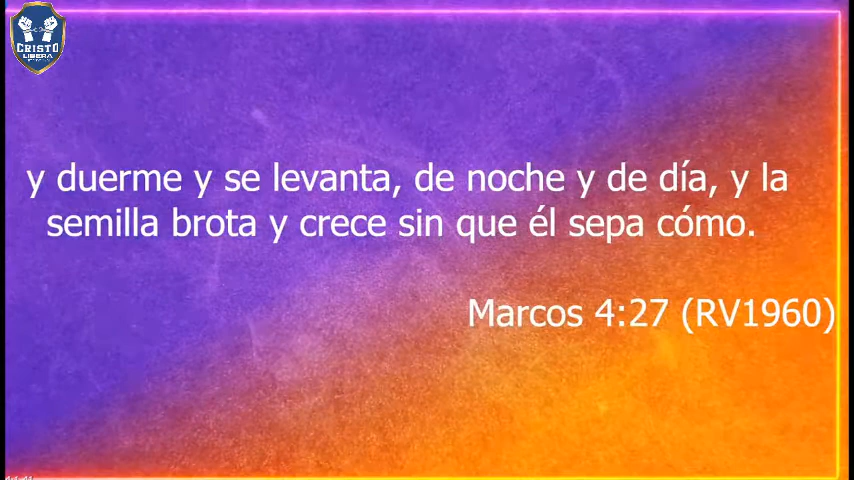 CRISTO
LIBERA
y duerme y se levanta, de noche y de día, y la
semilla brota y crece sin que él sepa cómo.
Marcos 4:27 (RV1960)